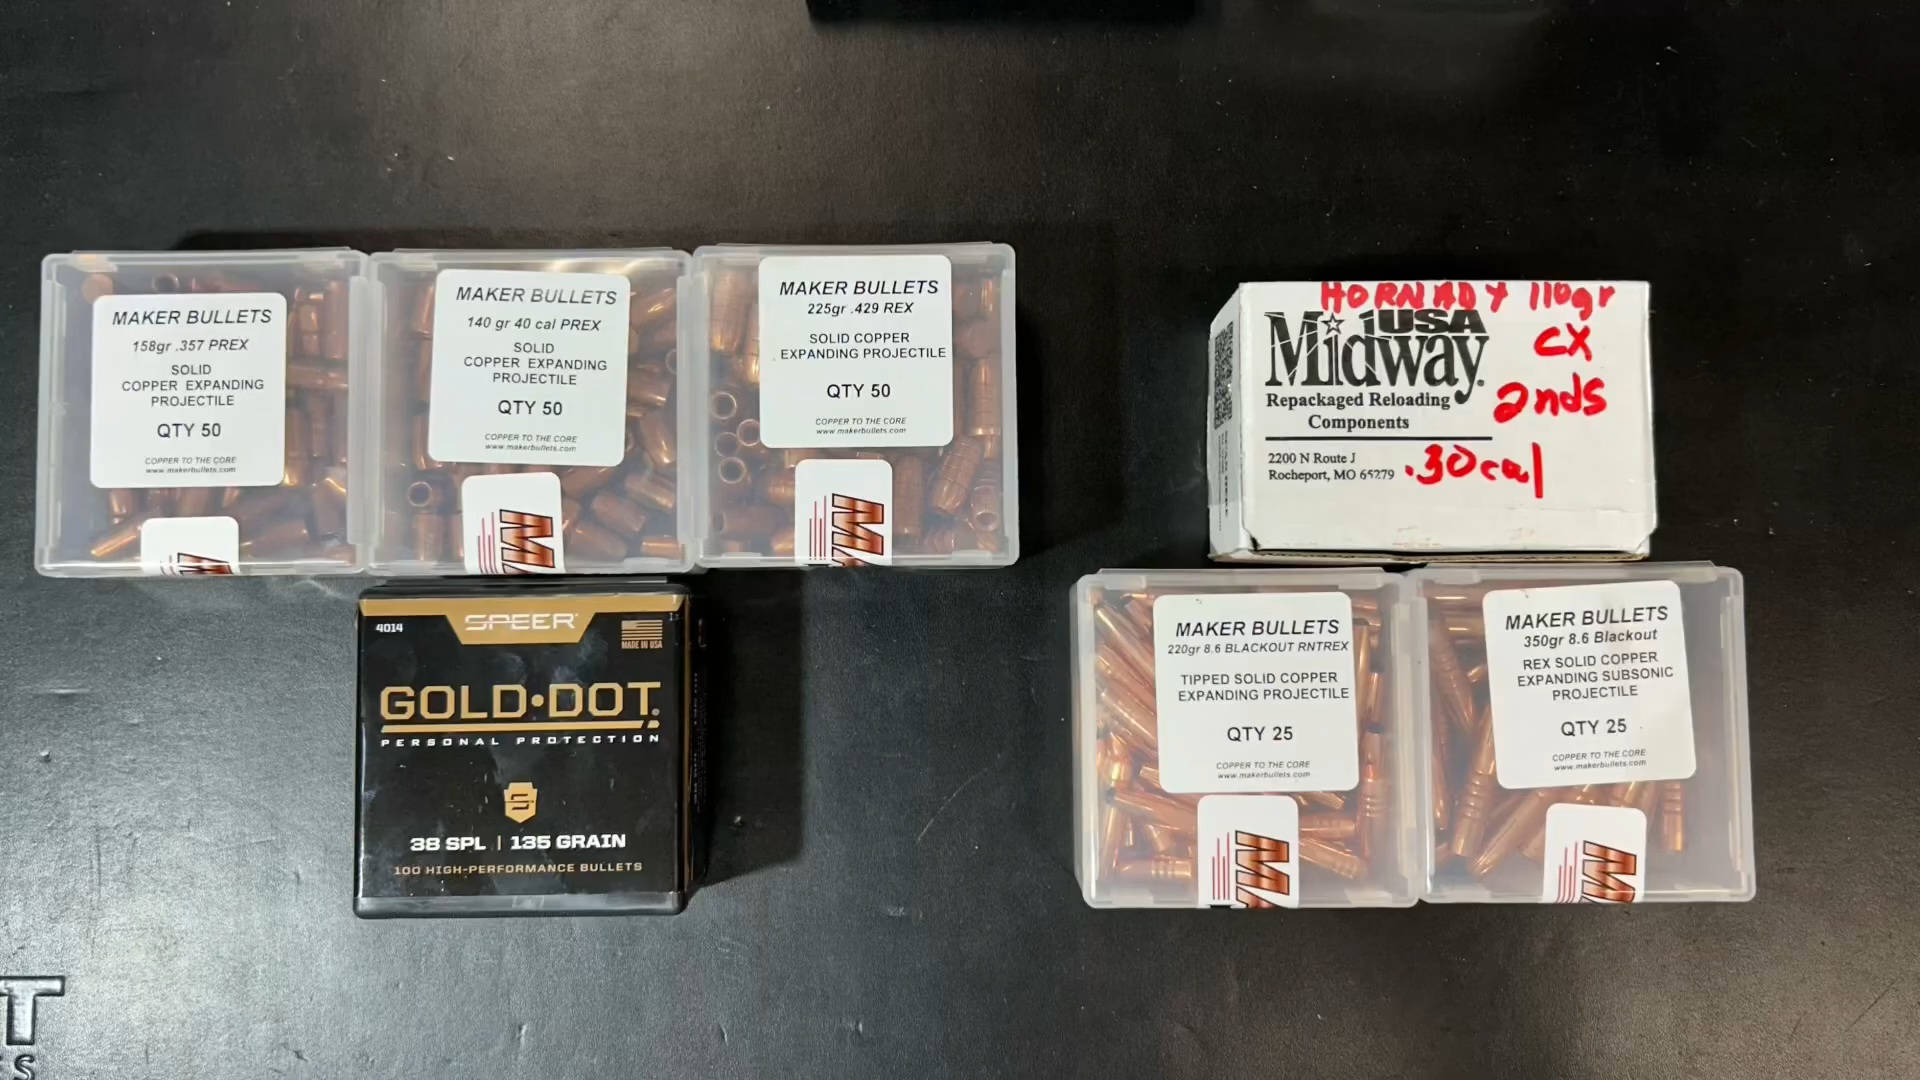 MAKER BULLETS
158gr .357 PREX
SOLID
COPPER EXPANDING
PROJECTILE
QTY 50
COPPER TO THE CORE
www.makerbullets.com
MAKER BULLETS
140 gr 40 cal PREX
SOLID
COPPER EXPANDING
PROJECTILE
QTY 50
COPPER TO THE CORE
www.makerbullets.com
MAKER BULLETS
225gr .429 REX
SOLID COPPER
EXPANDING PROJECTILE
QTY 50
COPPER TO THE CORE
www.makerbullets.com
HORNADY 110gr
CX
2nds
.30cal
MidwayUSA
Repackaged Reloading
Components
2200 N Route J
Rocheport, MO 65279
4014
SPEER
MADE IN USA
GOLD•DOT®
PERSONAL PROTECTION
38 SPL | 135 GRAIN
100 HIGH-PERFORMANCE BULLETS
MAKER BULLETS
220gr 8.6 BLACKOUT RNTREX
TIPPED SOLID COPPER
EXPANDING PROJECTILE
QTY 25
COPPER TO THE CORE
www.makerbullets.com
MAKER BULLETS
350gr 8.6 Blackout
REX SOLID COPPER
EXPANDING SUBSONIC
PROJECTILE
QTY 25
COPPER TO THE CORE
www.makerbullets.com